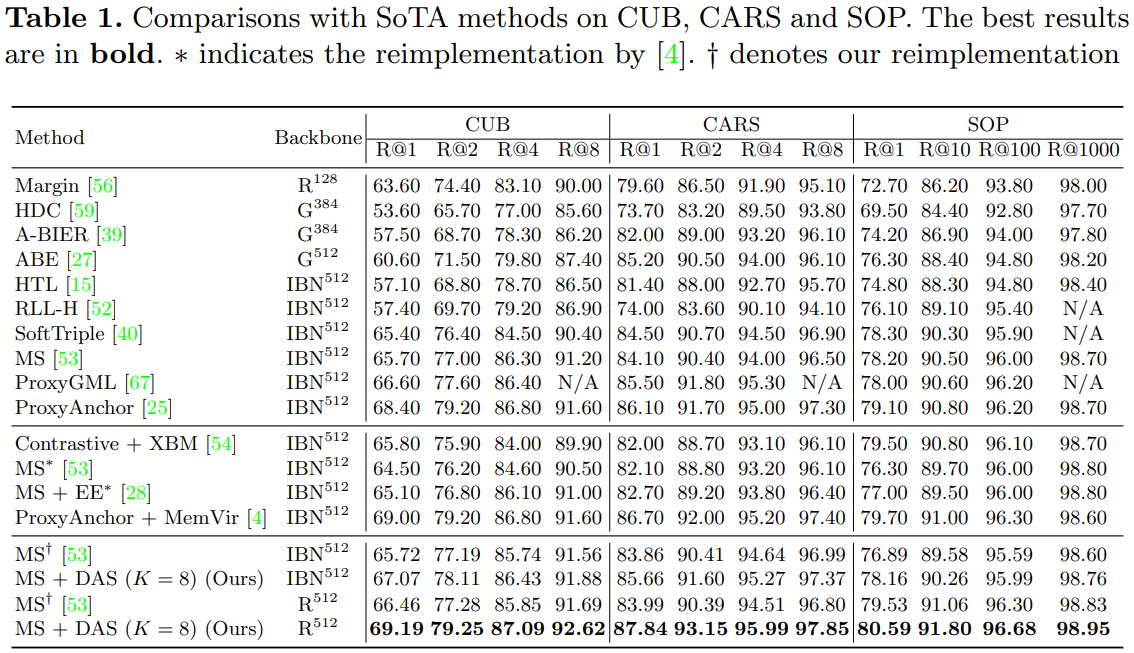 Table 1. Comparisons with SoTA methods on CUB, CARS and SOP. The best results
are in bold. ∗ indicates the reimplementation by [4]. † denotes our reimplementation
Method Backbone CUB CARS SOP
R@1 R@2 R@4 R@8 R@1 R@2 R@4 R@8 R@1 R@10 R@100 R@1000
Margin [56] R^128 63.60 74.40 83.10 90.00 79.60 86.50 91.90 95.10 72.70 86.20 93.80 98.00
HDC [59] G^384 53.60 65.70 77.00 85.60 73.70 83.20 89.50 93.80 69.50 84.40 92.80 97.70
A-BIER [39] G^384 57.50 68.70 78.30 86.20 82.00 89.00 93.20 96.10 74.20 86.90 94.00 97.80
ABE [27] G^512 60.60 71.50 79.80 87.40 85.20 90.50 94.00 96.10 76.30 88.40 94.80 98.20
HTL [15] IBN^512 57.10 68.80 78.70 86.50 81.40 88.00 92.70 95.70 74.80 88.30 94.80 98.40
RLL-H [52] IBN^512 57.40 69.70 79.20 86.90 74.00 83.60 90.10 94.10 76.10 89.10 95.40 N/A
SoftTriple [40] IBN^512 65.40 76.40 84.50 90.40 84.50 90.70 94.50 96.90 78.30 90.30 95.90 N/A
MS [53] IBN^512 65.70 77.00 86.30 91.20 84.10 90.40 94.00 96.50 78.20 90.50 96.00 98.70
ProxyGML [67] IBN^512 66.60 77.60 86.40 N/A 85.50 91.80 95.30 N/A 78.00 90.60 96.20 N/A
ProxyAnchor [25] IBN^512 68.40 79.20 86.80 91.60 86.10 91.70 95.00 97.30 79.10 90.80 96.20 98.70
Contrastive + XBM [54] IBN^512 65.80 75.90 84.00 89.90 82.00 88.70 93.10 96.10 79.50 90.80 96.10 98.70
MS∗ [53] IBN^512 64.50 76.20 84.60 90.50 82.10 88.80 93.20 96.10 76.30 89.70 96.00 98.80
MS + EE∗ [28] IBN^512 65.10 76.80 86.10 91.00 82.70 89.20 93.80 96.40 77.00 89.50 96.00 98.80
ProxyAnchor + MemVir [4] IBN^512 69.00 79.20 86.80 91.60 86.70 92.00 95.20 97.40 79.70 91.00 96.30 98.60
MS† [53] IBN^512 65.72 77.19 85.74 91.56 83.86 90.41 94.64 96.99 76.89 89.58 95.59 98.60
MS + DAS (K = 8) (Ours) IBN^512 67.07 78.11 86.43 91.88 85.66 91.60 95.27 97.37 78.16 90.26 95.99 98.76
MS† [53] R^512 66.46 77.28 85.85 91.69 83.99 90.39 94.51 96.80 79.53 91.06 96.30 98.83
MS + DAS (K = 8) (Ours) R^512 69.19 79.25 87.09 92.62 87.84 93.15 95.99 97.85 80.59 91.80 96.68 98.95